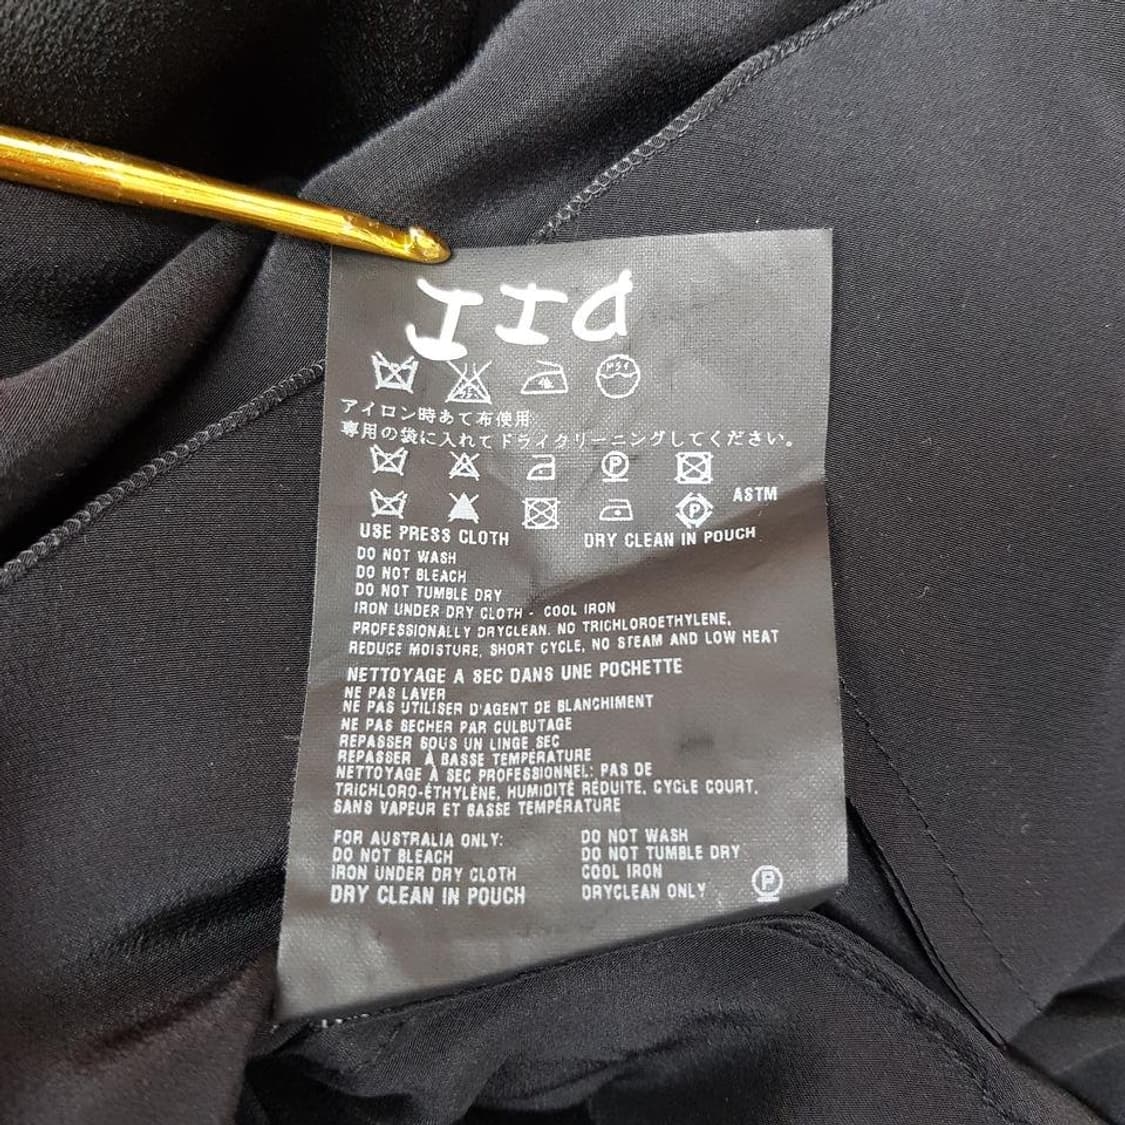 アイロン時あて布使用
専用の袋に入れてドライクリーニングしてください。
ASTM
USE PRESS CLOTH DRY CLEAN IN POUCH
DO NOT WASH
DO NOT BLEACH
DO NOT TUMBLE DRY
IRON UNDER DRY CLOTH - COOL IRON
PROFESSIONALLY DRYCLEAN. NO TRICHLOROETHYLENE,
REDUCE MOISTURE, SHORT CYCLE, NO STEAM AND LOW HEAT
NETTOYAGE A SEC DANS UNE POCHETTE
NE PAS LAVER
NE PAS UTILISER D'AGENT DE BLANCHIMENT
NE PAS SECHER PAR CULBUTAGE
REPASSER SOUS UN LINGE SEC
REPASSER À BASSE TEMPÉRATURE
NETTOYAGE À SEC PROFESSIONNEL: PAS DE
TRICHLORO-ÉTHYLÈNE, HUMIDITÉ RÉDUITE, CYCLE COURT,
SANS VAPEUR ET BASSE TEMPÉRATURE
FOR AUSTRALIA ONLY: DO NOT WASH
DO NOT BLEACH DO NOT TUMBLE DRY
IRON UNDER DRY CLOTH COOL IRON
DRY CLEAN IN POUCH DRYCLEAN ONLY P